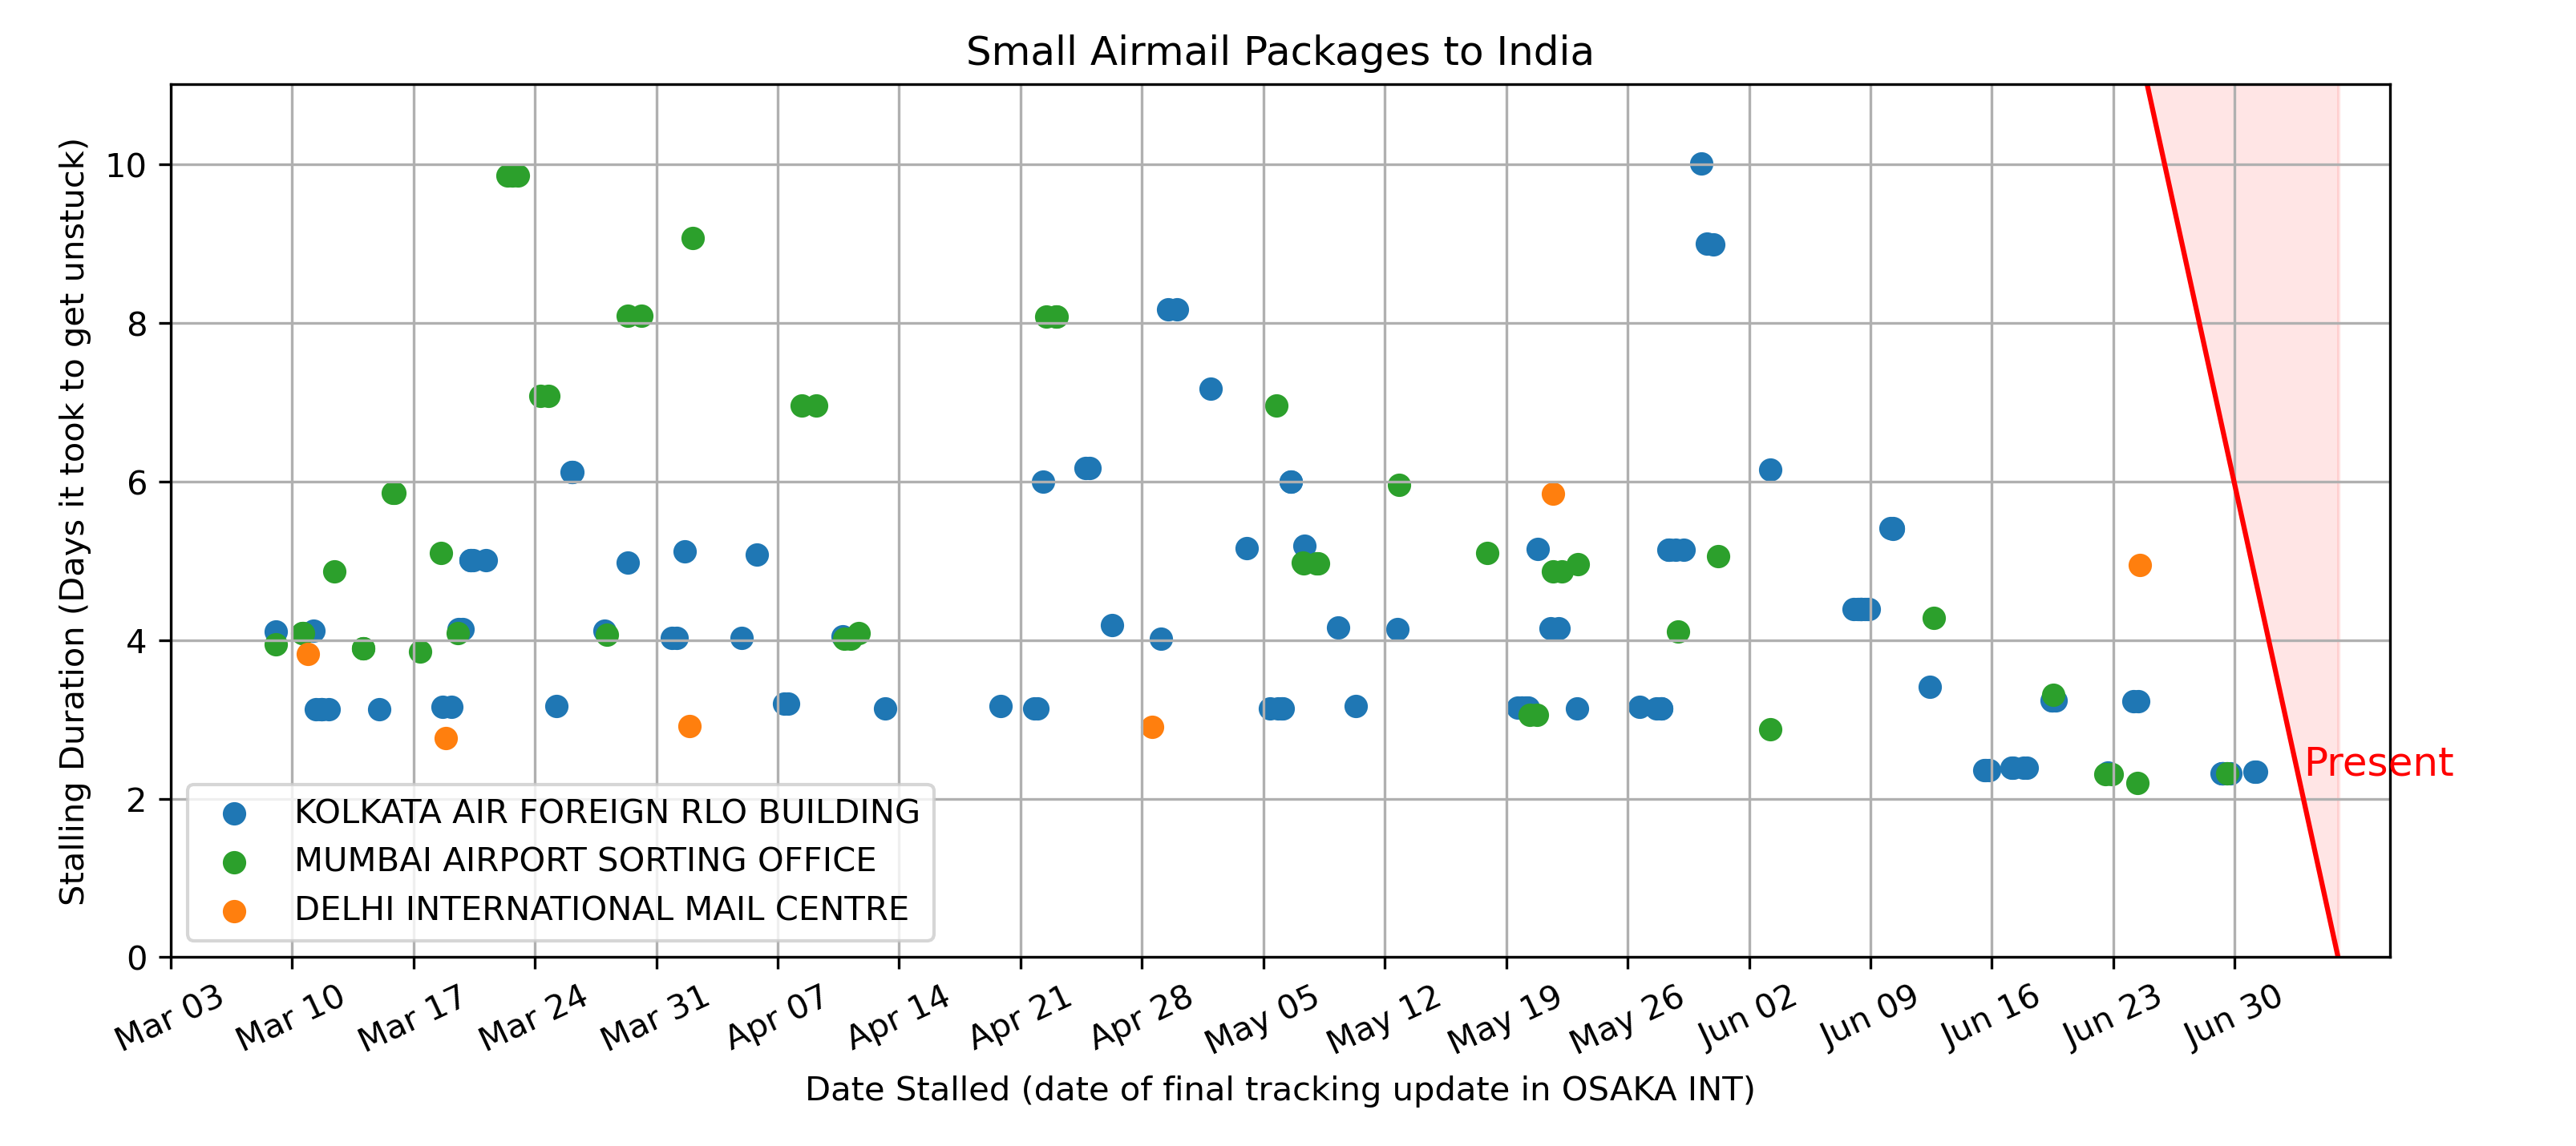 Small Airmail Packages to India
Stalling Duration (Days it took to get unstuck)
10
8
6
4
2
0
Present
KOLKATA AIR FOREIGN RLO BUILDING
MUMBAI AIRPORT SORTING OFFICE
DELHI INTERNATIONAL MAIL CENTRE
Mar 03
Mar 10
Mar 17
Mar 24
Mar 31
Apr 07
Apr 14
Apr 21
Apr 28
May 05
May 12
May 19
May 26
Jun 02
Jun 09
Jun 16
Jun 23
Jun 30
Date Stalled (date of final tracking update in OSAKA INT)